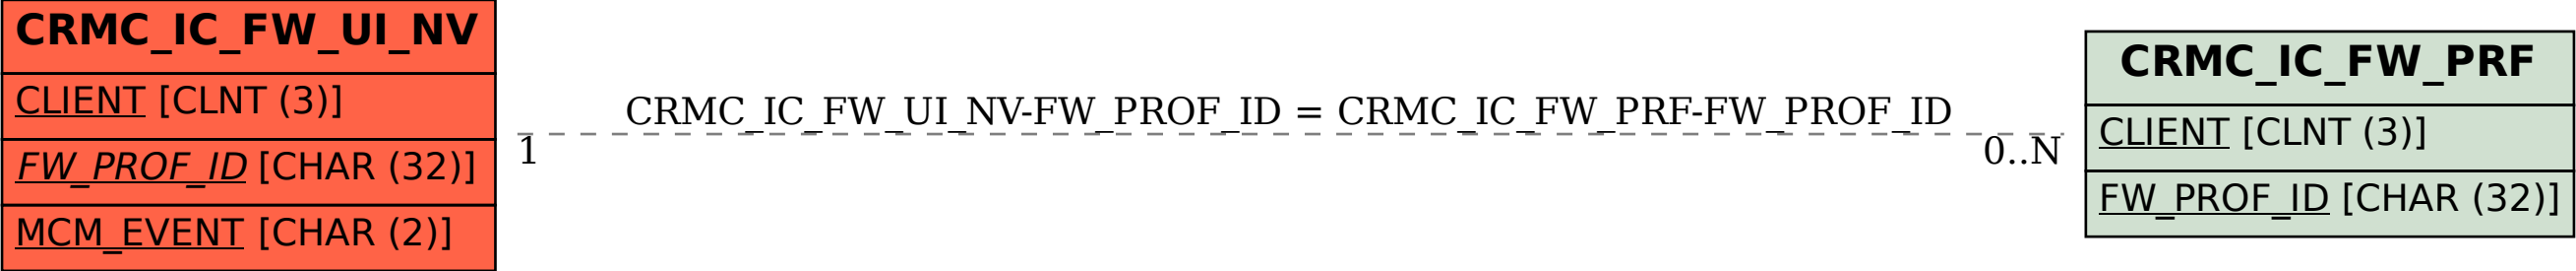 CRMC_IC_FW_UI_NV
CLIENT [CLNT (3)]
FW_PROF_ID [CHAR (32)]
MCM_EVENT [CHAR (2)]
CRMC_IC_FW_UI_NV-FW_PROF_ID = CRMC_IC_FW_PRF-FW_PROF_ID
1
0..N
CRMC_IC_FW_PRF
CLIENT [CLNT (3)]
FW_PROF_ID [CHAR (32)]